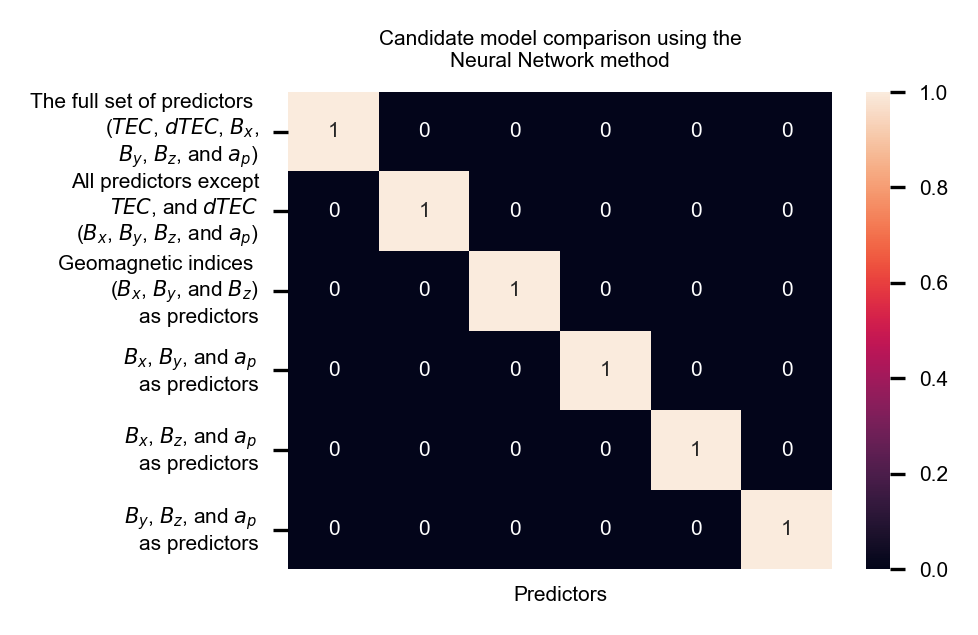 Candidate model comparison using the
Neural Network method
The full set of predictors
(TEC, dTEC, Bx,
By, Bz, and ap)
All predictors except
TEC, and dTEC
(Bx, By, Bz, and ap)
Geomagnetic indices
(Bx, By, and Bz)
as predictors
Bx, By, and ap
as predictors
Bx, Bz, and ap
as predictors
By, Bz, and ap
as predictors
1 0 0 0 0 0
0 1 0 0 0 0
0 0 1 0 0 0
0 0 0 1 0 0
0 0 0 0 1 0
0 0 0 0 0 1
Predictors
1.0
0.8
0.6
0.4
0.2
0.0